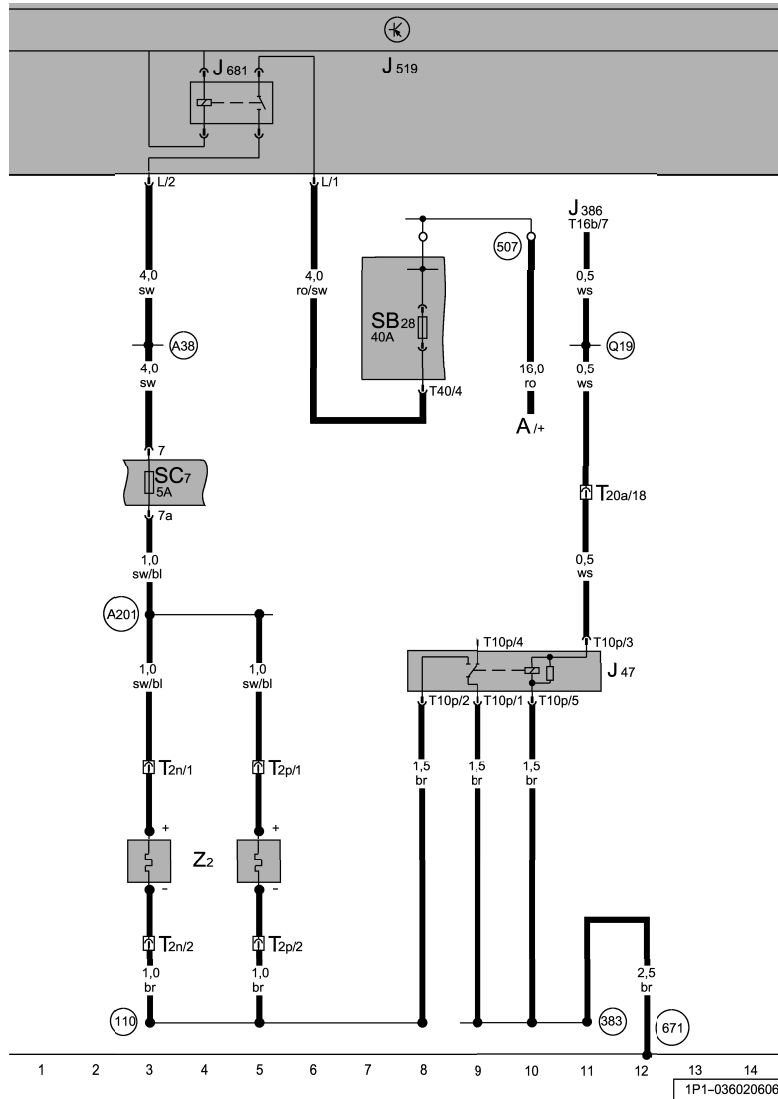 J 681
J 519
L/2
L/1
J 386
T16b/7
507
4,0
sw
4,0
ro/sw
0,5
ws
SB 28
40A
A38
Q19
4,0
sw
16,0
ro
0,5
ws
T40/4
A /+
7
SC7
5A
7a
T20a/18
1,0
sw/bl
0,5
ws
A201
T10p/4
T10p/3
1,0
sw/bl
1,0
sw/bl
J 47
T10p/2
T10p/1
T10p/5
T2n/1
T2p/1
1,5
br
1,5
br
1,5
br
+
+
Z2
-
-
T2n/2
T2p/2
1,0
br
1,0
br
2,5
br
110
383
671
1 2 3 4 5 6 7 8 9 10 11 12 13 14
1P1-036020606